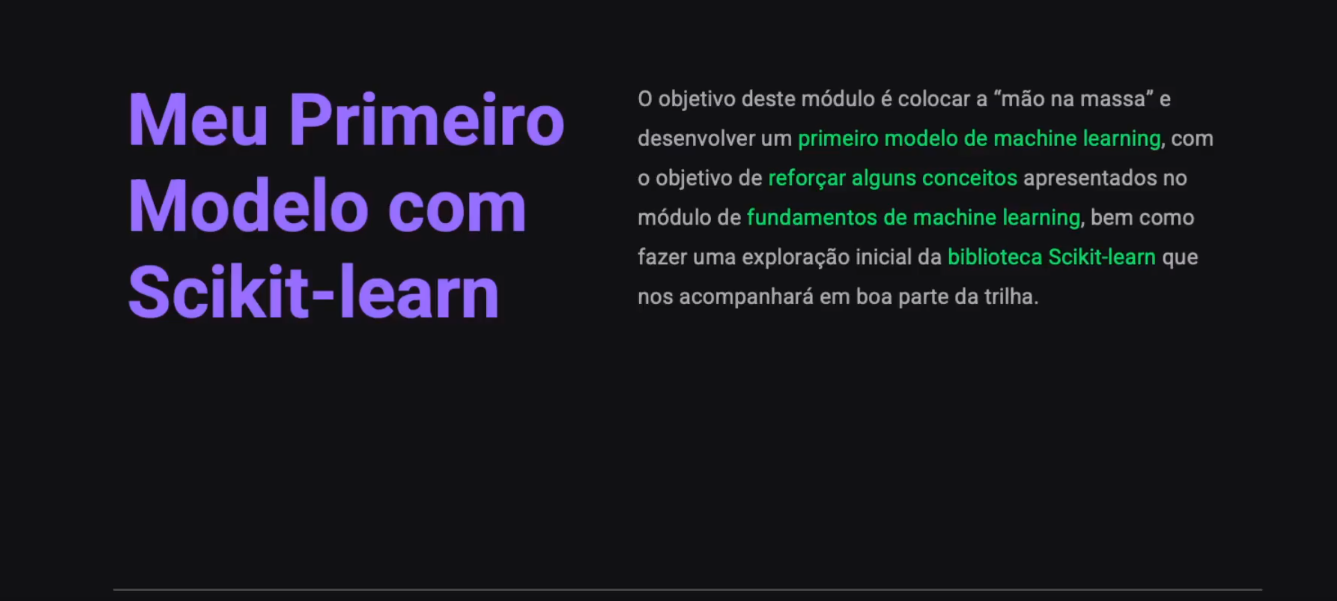 Meu Primeiro
Modelo com
Scikit-learn
O objetivo deste módulo é colocar a “mão na massa” e
desenvolver um primeiro modelo de machine learning, com
o objetivo de reforçar alguns conceitos apresentados no
módulo de fundamentos de machine learning, bem como
fazer uma exploração inicial da biblioteca Scikit-learn que
nos acompanhará em boa parte da trilha.